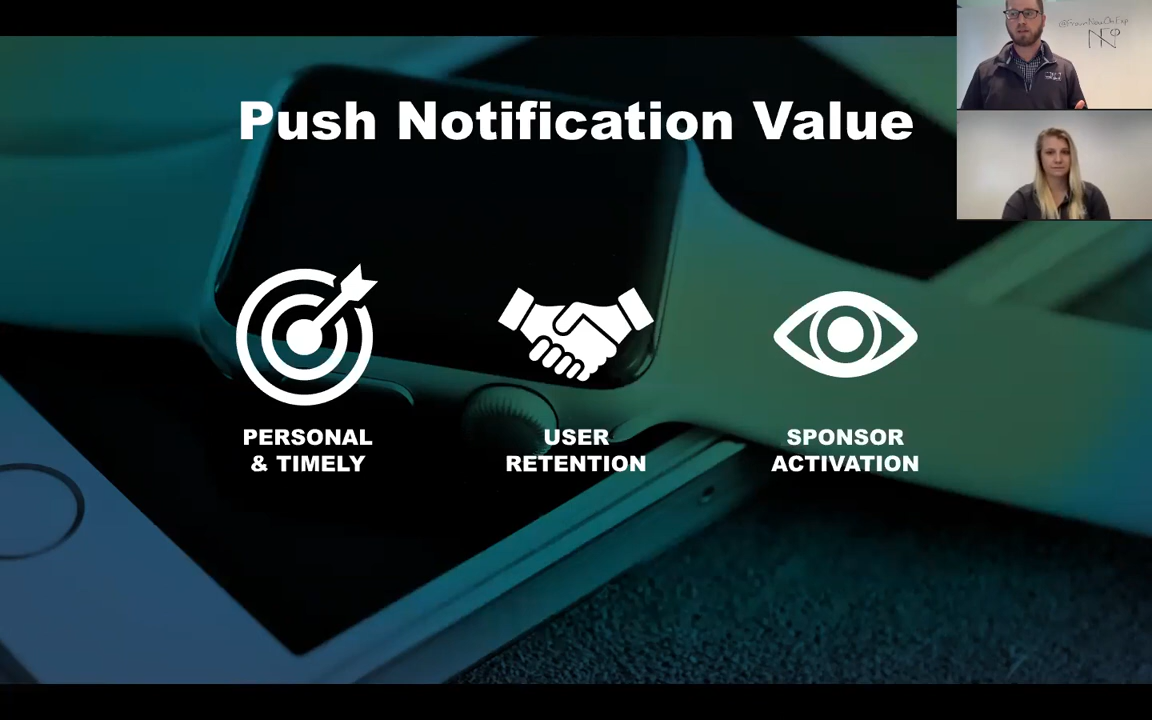 Push Notification Value
PERSONAL
& TIMELY
USER
RETENTION
SPONSOR
ACTIVATION